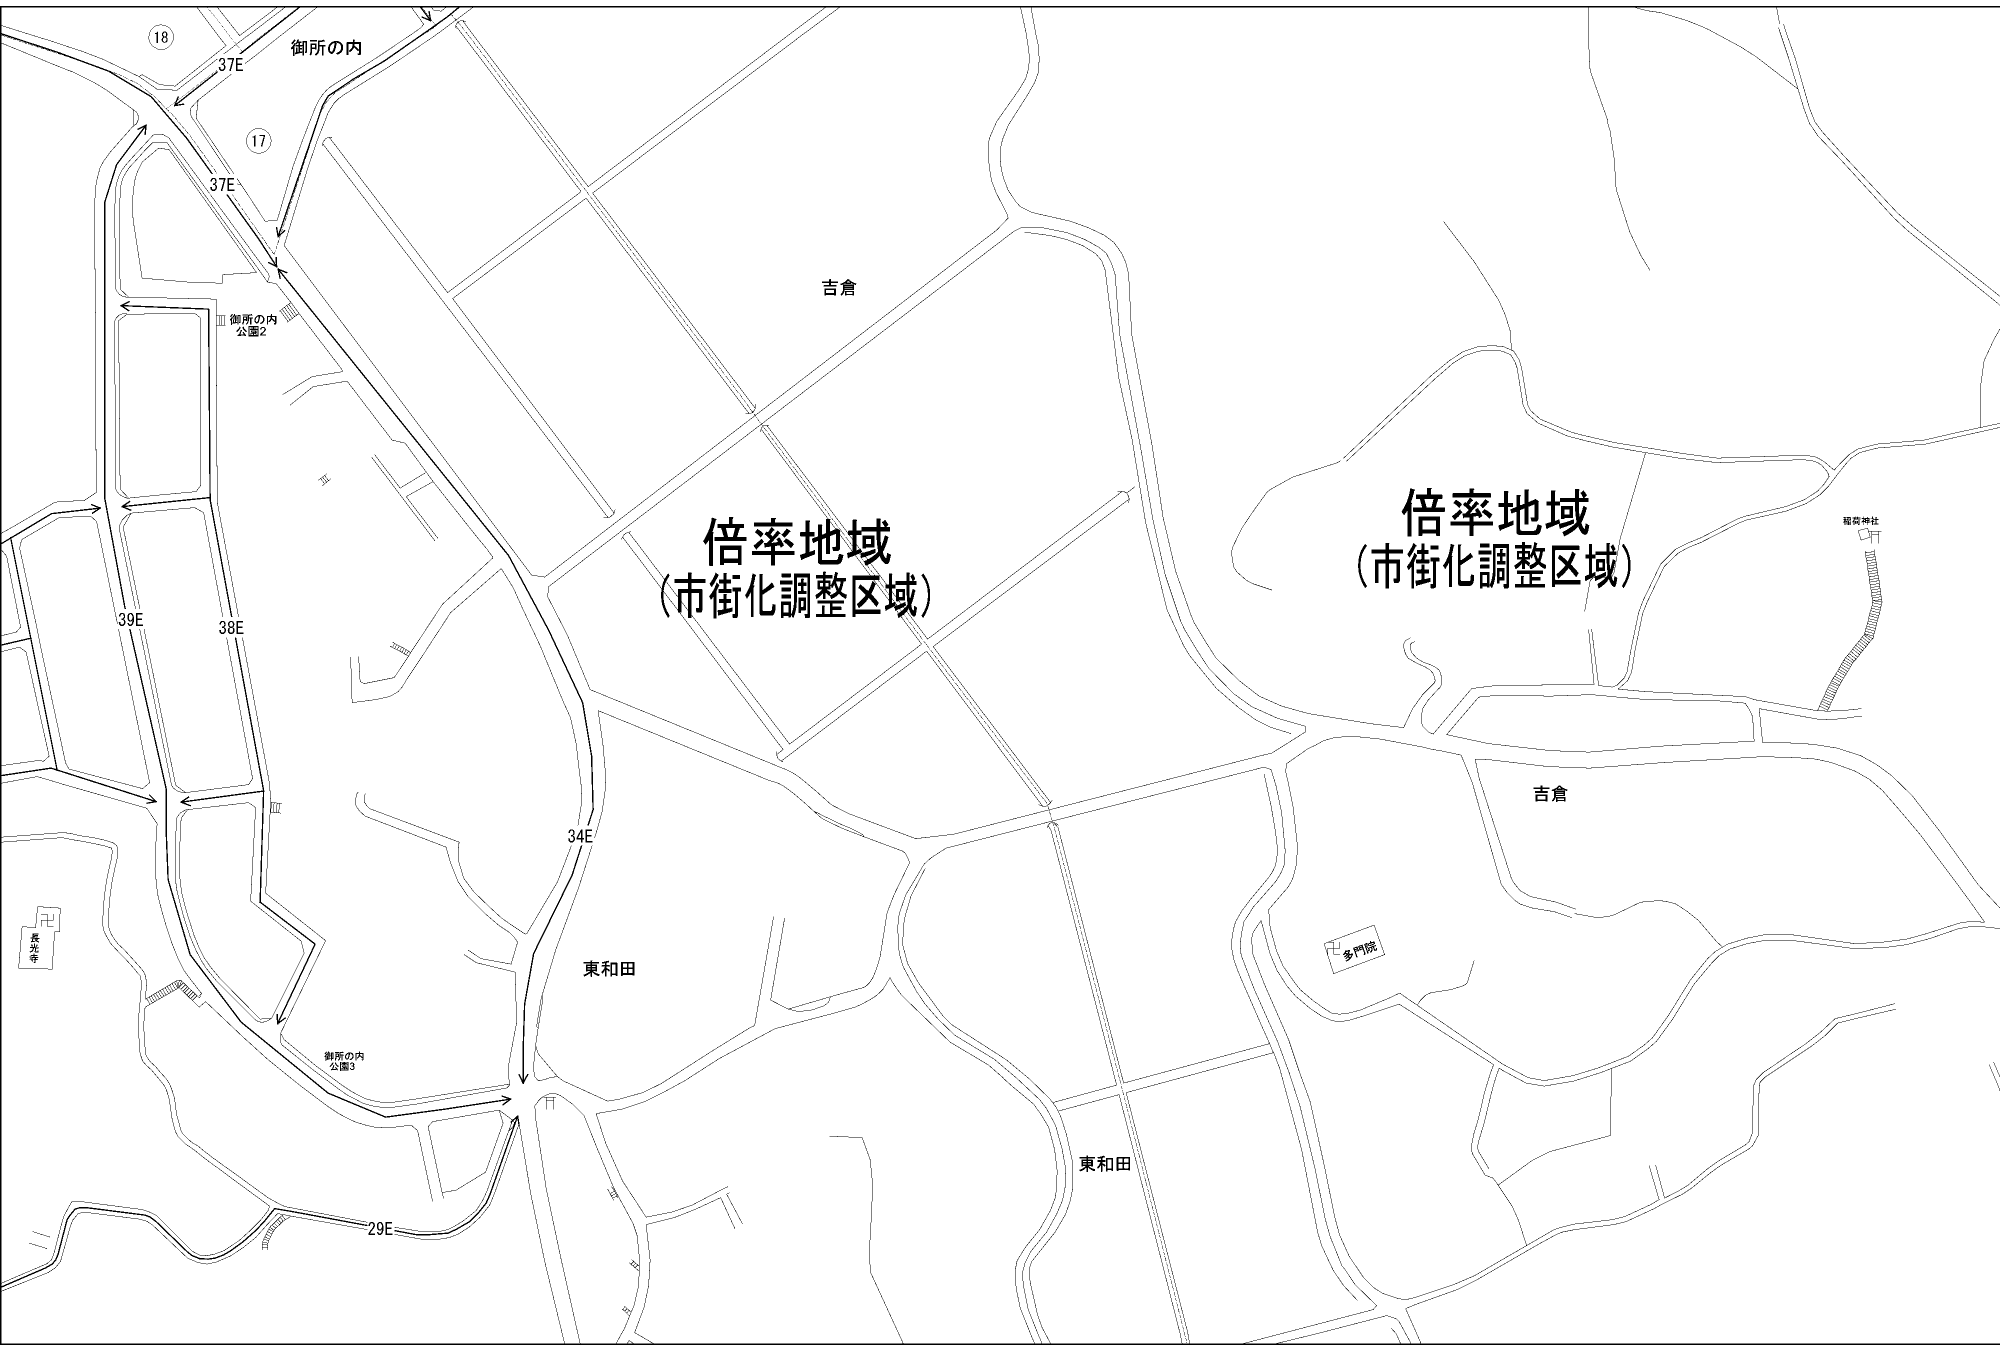 18
37E
御所の内
17
37E
吉倉
御所の内
公園2
倍率地域
(市街化調整区域)
倍率地域
(市街化調整区域)
稲荷神社
39E
38E
吉倉
34E
長光寺
多門院
東和田
御所の内
公園3
東和田
29E